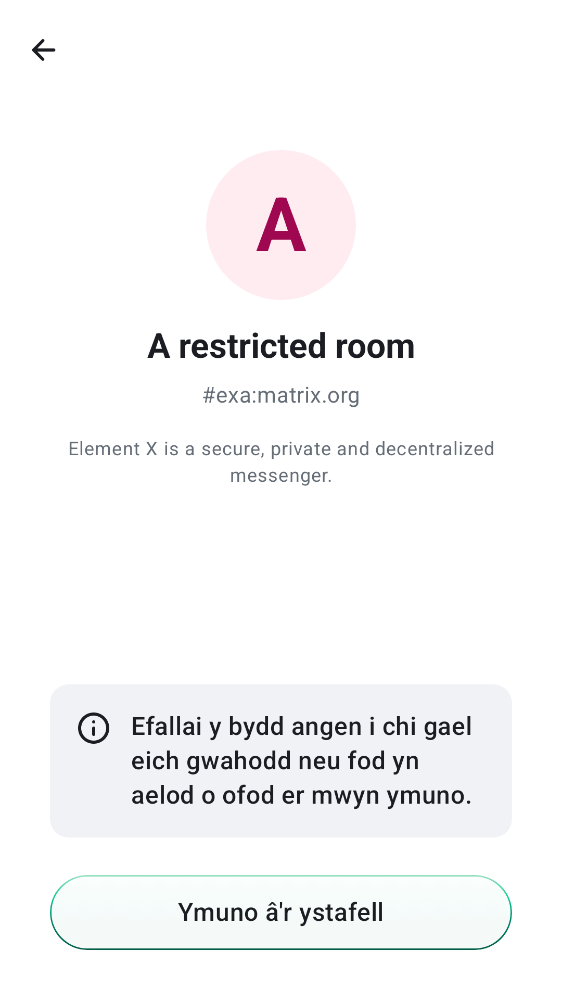 A
A restricted room
#exa:matrix.org
Element X is a secure, private and decentralized
messenger.
Efallai y bydd angen i chi gael
eich gwahodd neu fod yn
aelod o ofod er mwyn ymuno.
Ymuno â'r ystafell